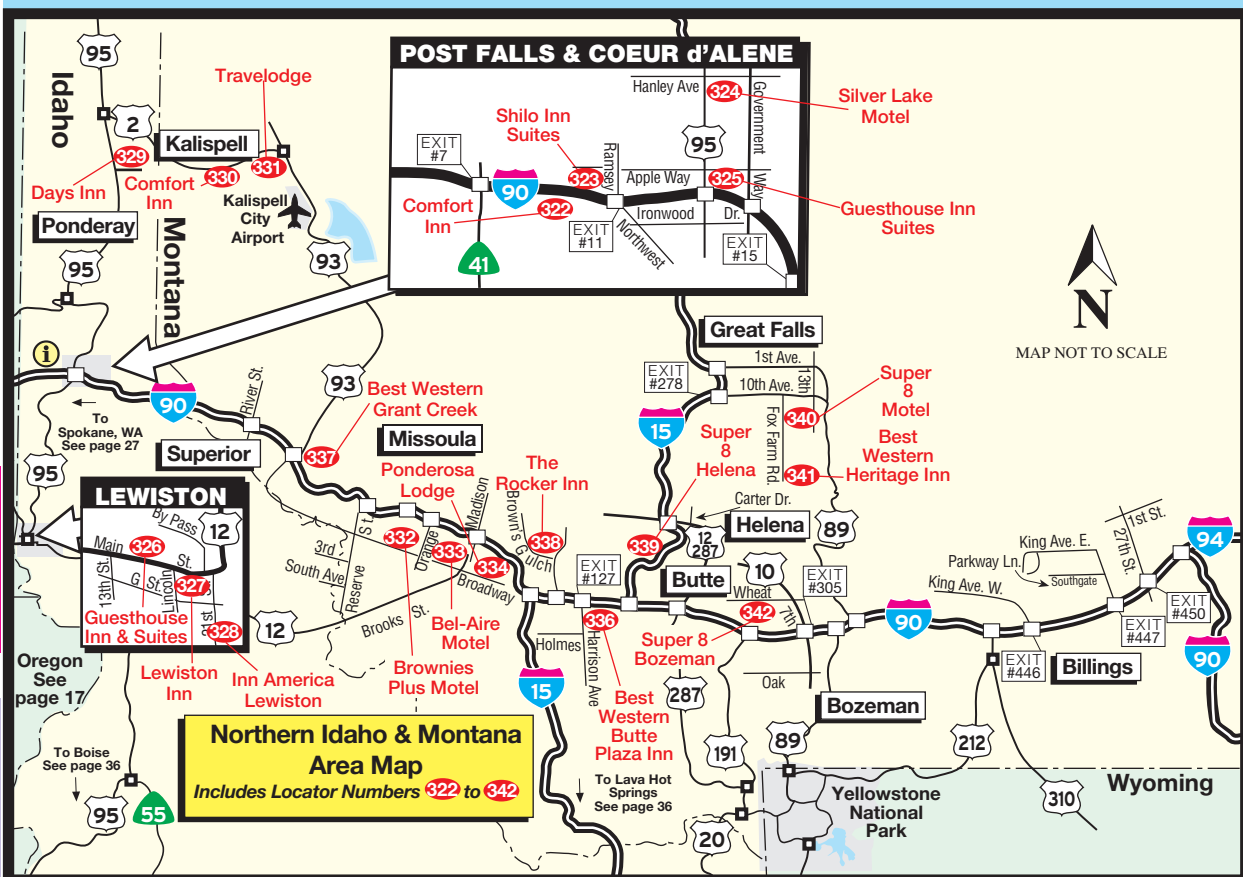 95
Idaho
2
Kalispell
Travelodge
329
330
331
Days Inn
Comfort
Inn
Kalispell
City
Airport
Ponderay
Montana
95
93
POST FALLS & COEUR d'ALENE
Hanley Ave
324
Government
Way
Silver Lake
Motel
Shilo Inn
Suites
EXIT
#7
Ramsey
95
323
Apple Way
325
90
Comfort
Inn
322
Ironwood
Dr.
Guesthouse Inn
Suites
EXIT
#11
Northwest
EXIT
#15
41
N
MAP NOT TO SCALE
i
90
To
Spokane, WA
See page 27
River St.
93
Best Western
Grant Creek
Superior
337
Missoula
95
LEWISTON
12
By Pass
Main
St.
326
13th St.
G St.
Lincoln
327
21st
Guesthouse
Inn & Suites
328
12
Lewiston
Inn
Inn America
Lewiston
Oregon
See
page 17
To Boise
See page 36
95
55
Ponderosa
Lodge
Madison
The
Rocker Inn
Brown's Gulch
338
3rd
South Ave.
Reserve
St.
332
Orange
333
334
Broadway
Brooks
St.
Bel-Aire
Motel
Brownies
Plus Motel
Great Falls
EXIT
#278
1st Ave.
10th Ave.
13th
15
Fox Farm Rd.
340
Super
8
Motel
341
Best
Western
Heritage Inn
Super
8
Helena
339
Carter Dr.
Helena
12
287
89
EXIT
#127
Butte
10
EXIT
#305
Wheat
342
7th
Holmes
336
Harrison Ave
Super 8
Bozeman
Best
Western
Butte
Plaza Inn
15
287
Oak
Bozeman
90
191
89
To Lava Hot
Springs
See page 36
20
Yellowstone
National
Park
1st St.
27th St.
King Ave. E.
Parkway Ln.
Southgate
King Ave. W.
94
EXIT
#450
EXIT
#447
EXIT
#446
Billings
90
212
310
Wyoming
Northern Idaho & Montana
Area Map
Includes Locator Numbers 322 to 342